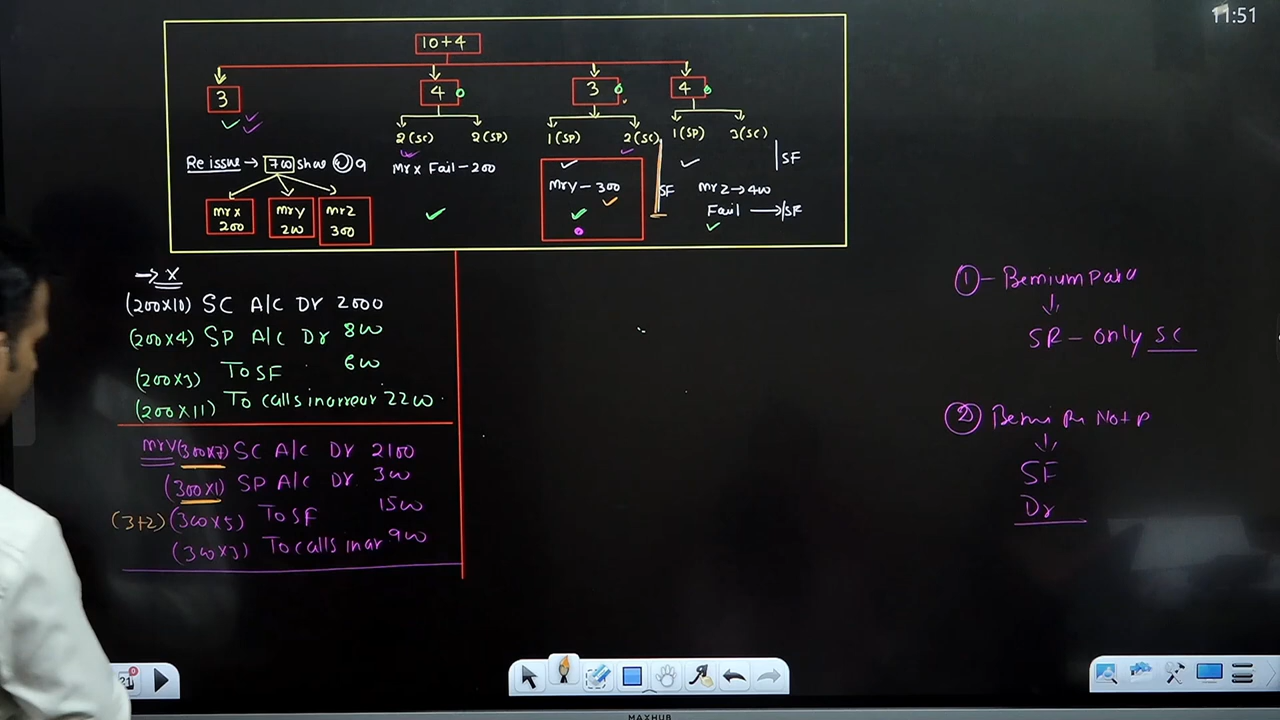 11:51
10+4
3
4
3
4
2(SC) 2(SP)
1(SP) 2(SC)
1(SP) 3(SC)
Re issue → 700 share @ 9
Mr x Fail - 200
SF
mr x
200
mr y
200
mr z
300
Mr y - 300
SF
Mr z → 400
Fail → SF
→ X
(200×10) SC A/c Dr 2000
(200×4) SP A/c Dr 800
(200×3) To SF 600
(200×11) To calls in arrear 2200
mr y (300×7) SC A/c Dr 2100
(300×1) SP A/c Dr. 300
(3+2) (300×5) To SF 1500
(300×3) To calls in ar 900
① -
↓
SR - only SC
②
↓
SF
Dr
MAXHUB